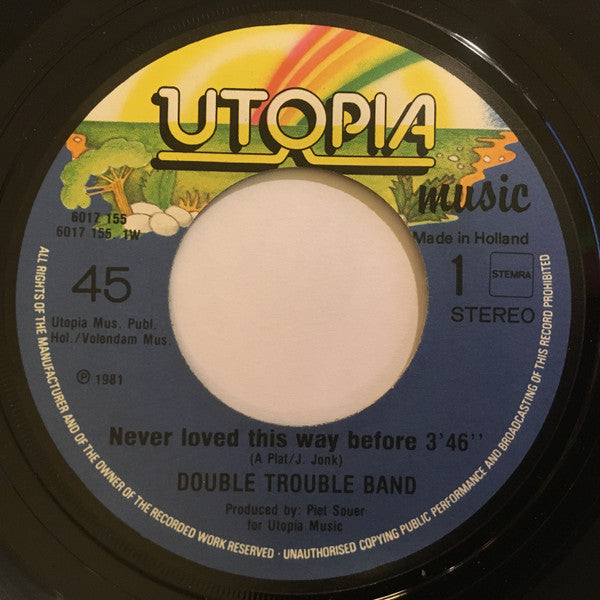 UTOPIA
music
6017 155
6017 155. 1W
Made in Holland
45
1
STEMRA
STEREO
Utopia Mus. Publ.
Hol./Volendam Mus.
℗ 1981
Never loved this way before 3'46''
(A Plat/J. Jonk)
DOUBLE TROUBLE BAND
Produced by: Piet Souer
for Utopia Music
ALL RIGHTS OF THE MANUFACTURER AND OF THE OWNER OF THE RECORDED WORK RESERVED · UNAUTHORISED COPYING PUBLIC PERFORMANCE AND BROADCASTING OF THIS RECORD PROHIBITED